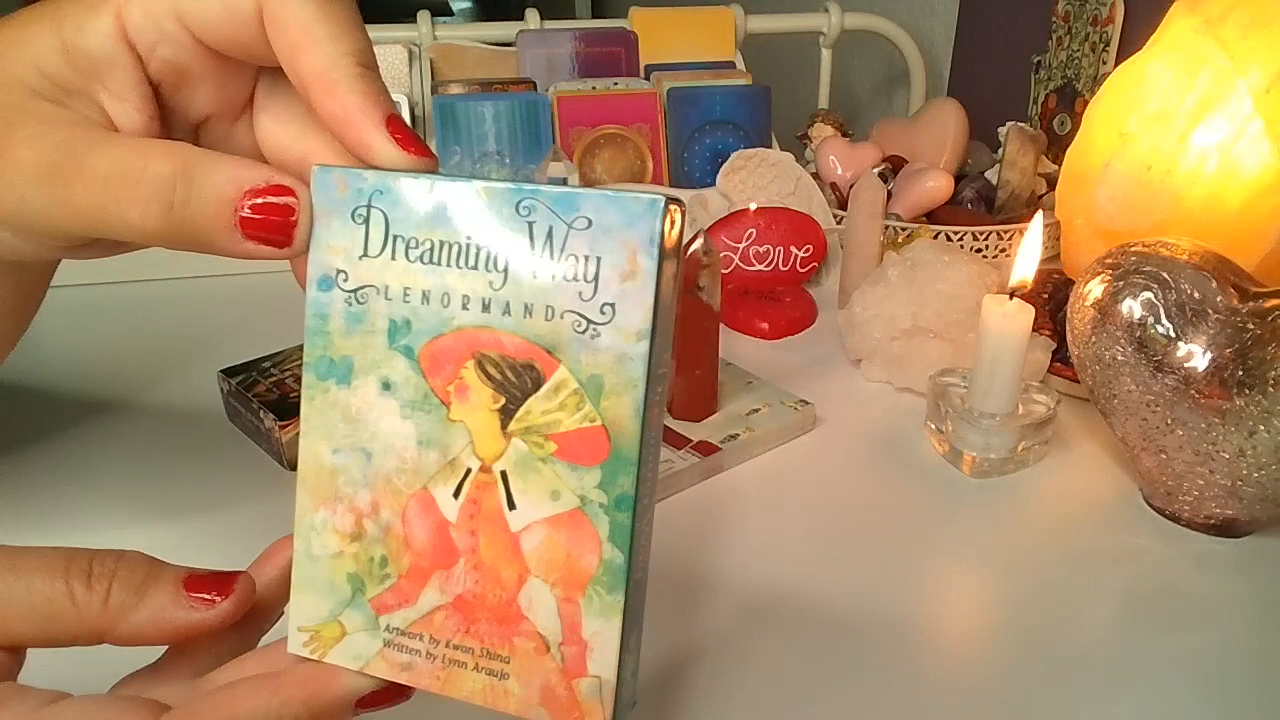 Dreaming Way
LENORMAND
Artwork by Kwon Shina
Written by Lynn Araujo
Love